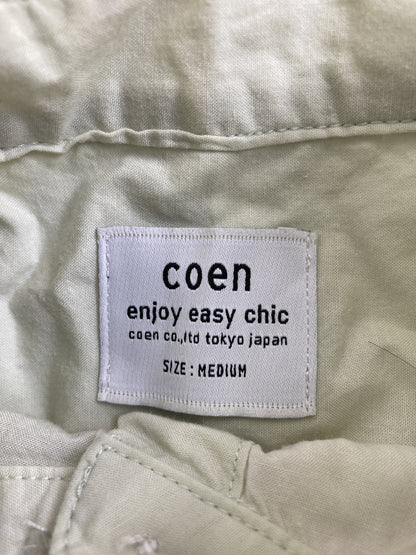 coen
enjoy easy chic
coen co.,ltd tokyo japan
SIZE : MEDIUM